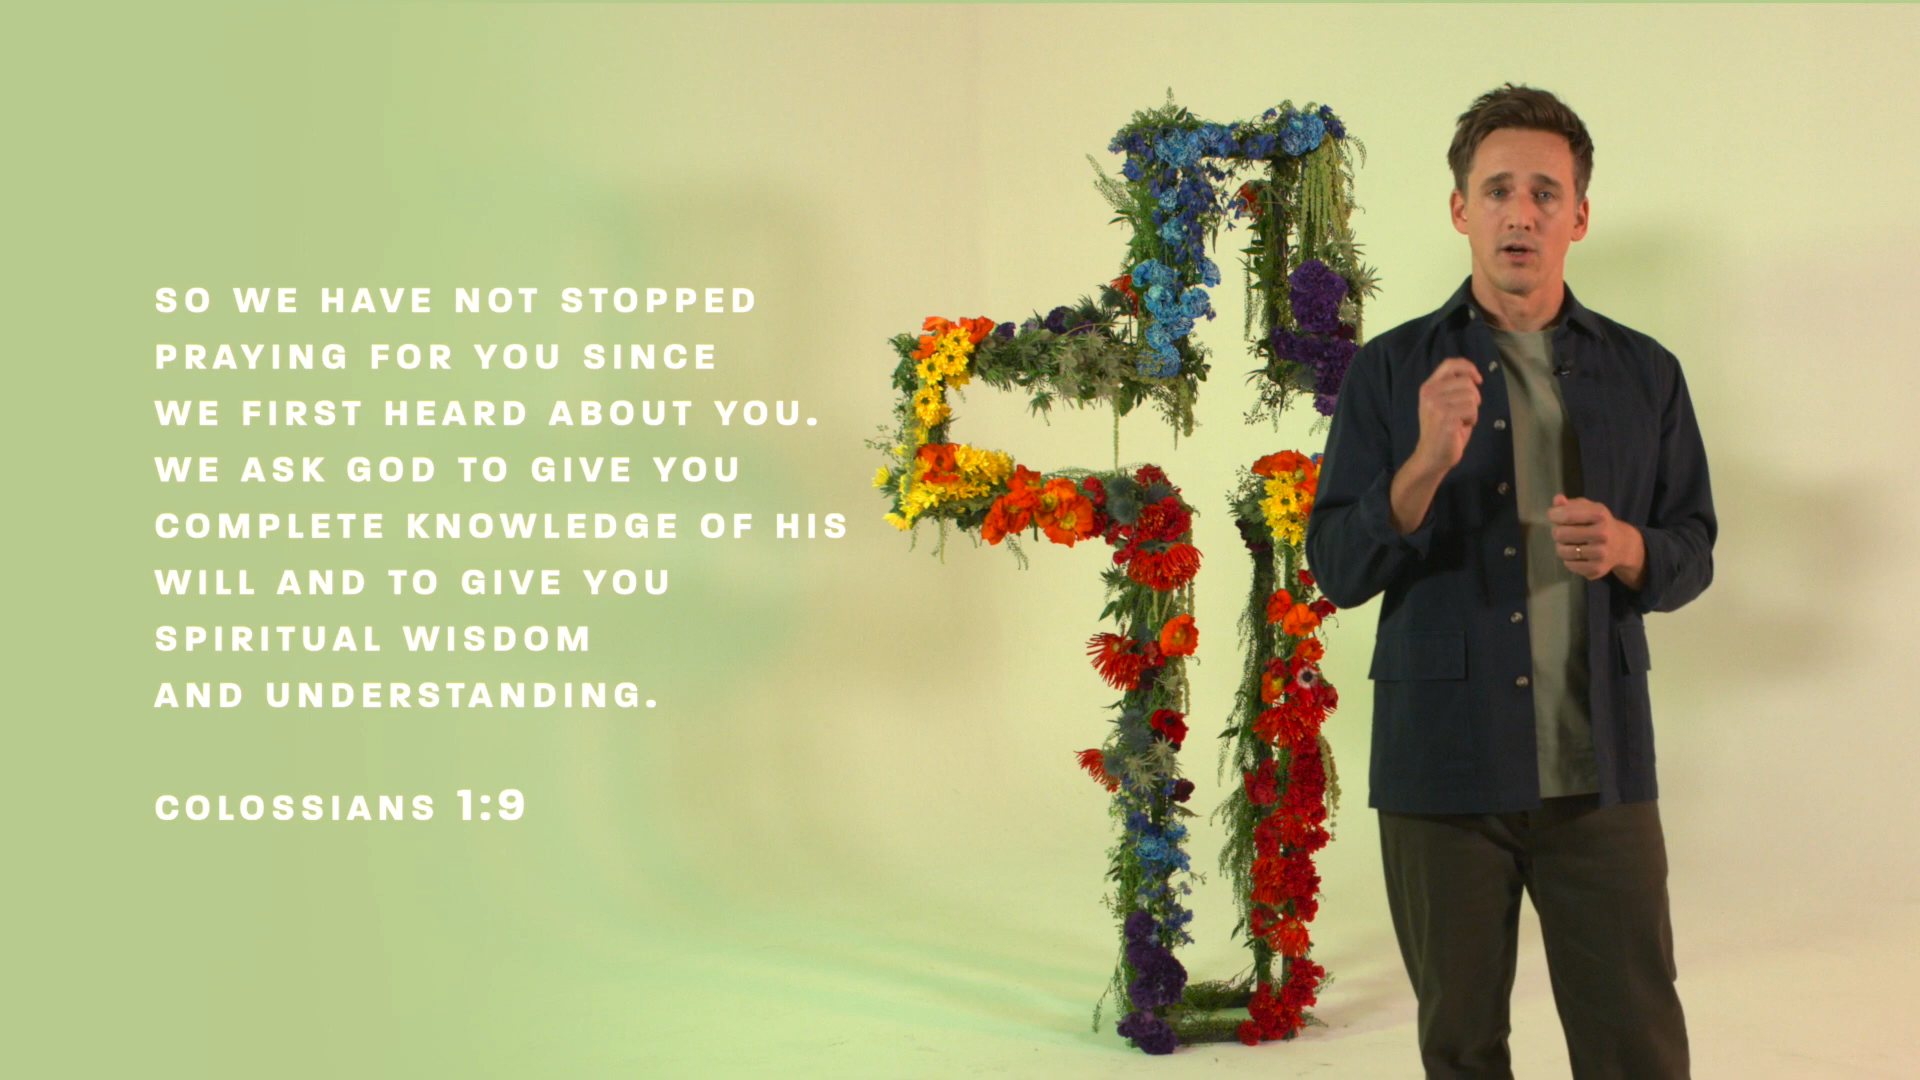 SO WE HAVE NOT STOPPED
PRAYING FOR YOU SINCE
WE FIRST HEARD ABOUT YOU.
WE ASK GOD TO GIVE YOU
COMPLETE KNOWLEDGE OF HIS
WILL AND TO GIVE YOU
SPIRITUAL WISDOM
AND UNDERSTANDING.
COLOSSIANS 1:9